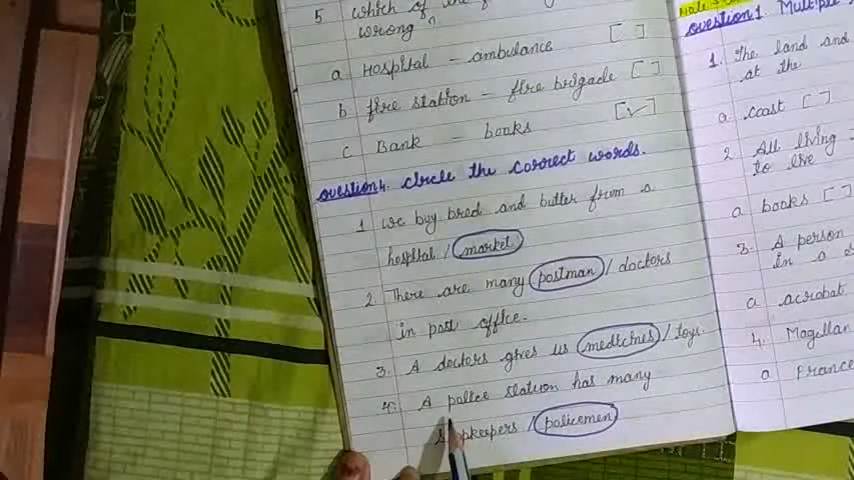 5 which of the
wrong?
a Hospital - ambulance [ ]
b fire station - fire brigade [ ]
c Bank - books [✓]
question 4. circle the correct words.
1 we buy bred and butter from a
hospital / market
2. There are many postman / doctors
in post office.
3. A doctors gives us medicines / toys.
4. A police station has many
shopkeepers / policemen
question 1 Multiple
1. The land and
at the
a coast [ ]
2 All living
to live
a books [ ]
3. A person
in a
a acrobat
4. Magellan
a France